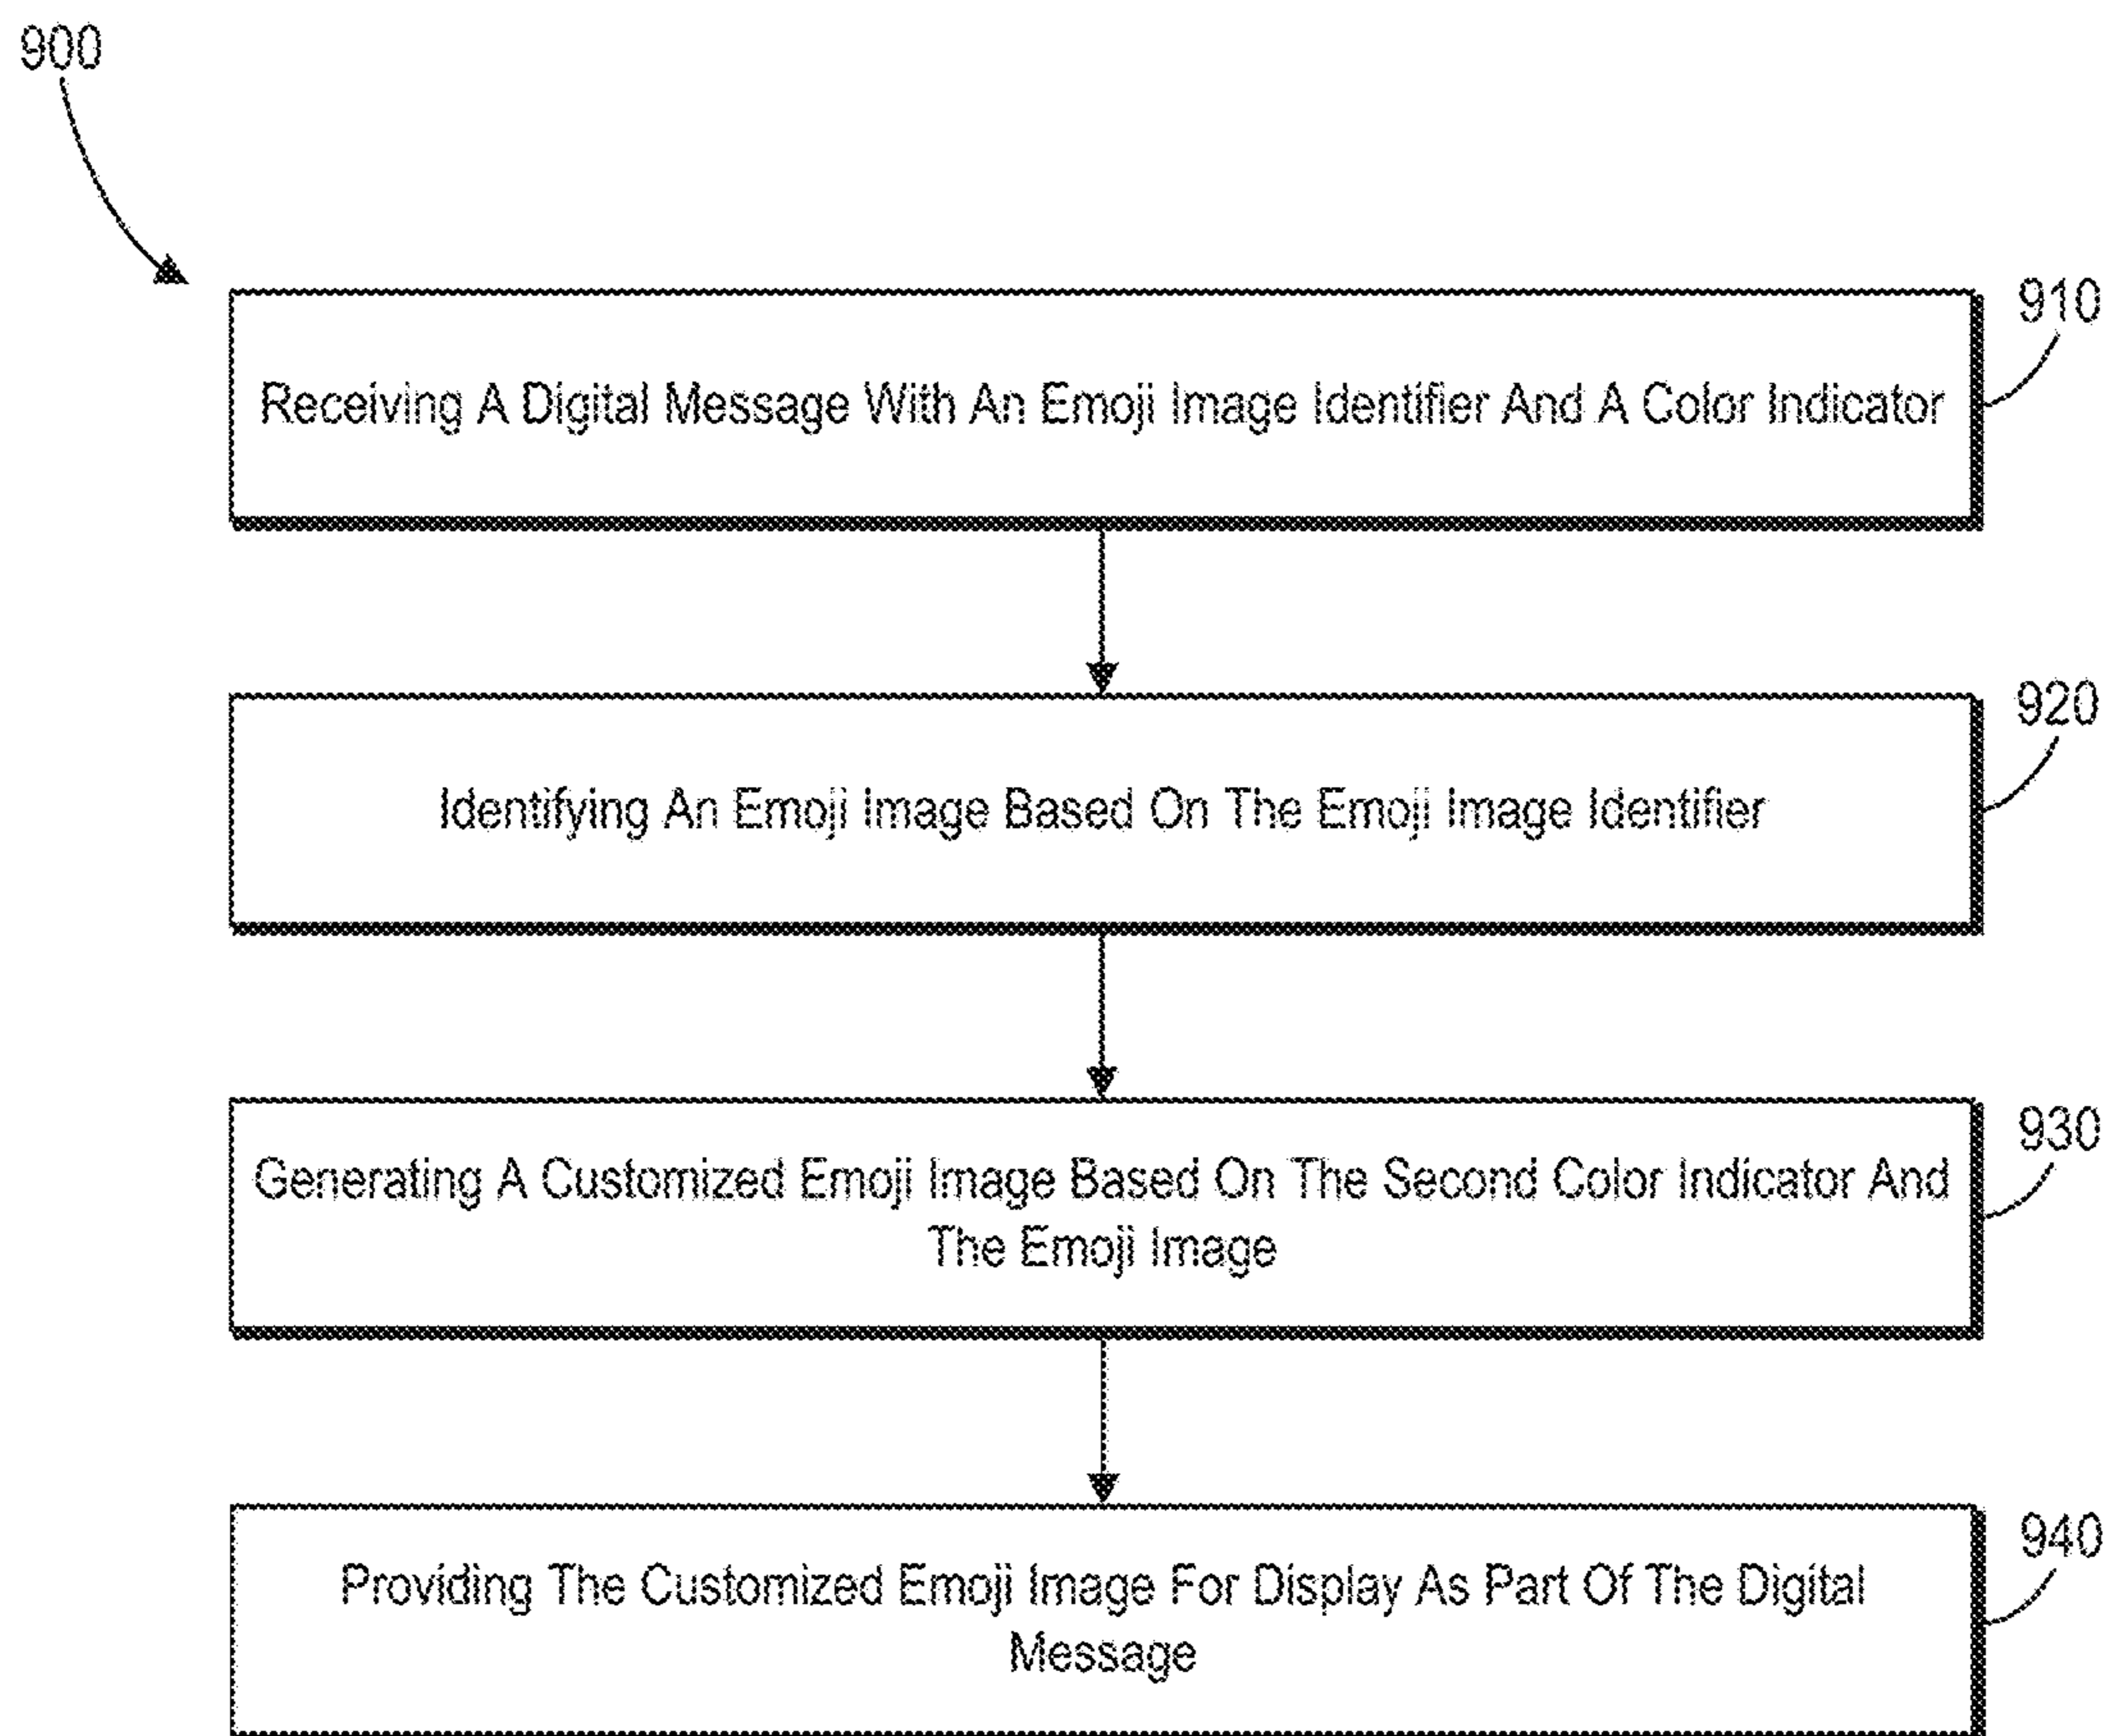 900
910
Receiving A Digital Message With An Emoji Image Identifier And A Color Indicator
920
Identifying An Emoji Image Based On The Emoji Image Identifier
930
Generating A Customized Emoji Image Based On The Second Color Indicator And
The Emoji Image
940
Providing The Customized Emoji Image For Display As Part Of The Digital
Message